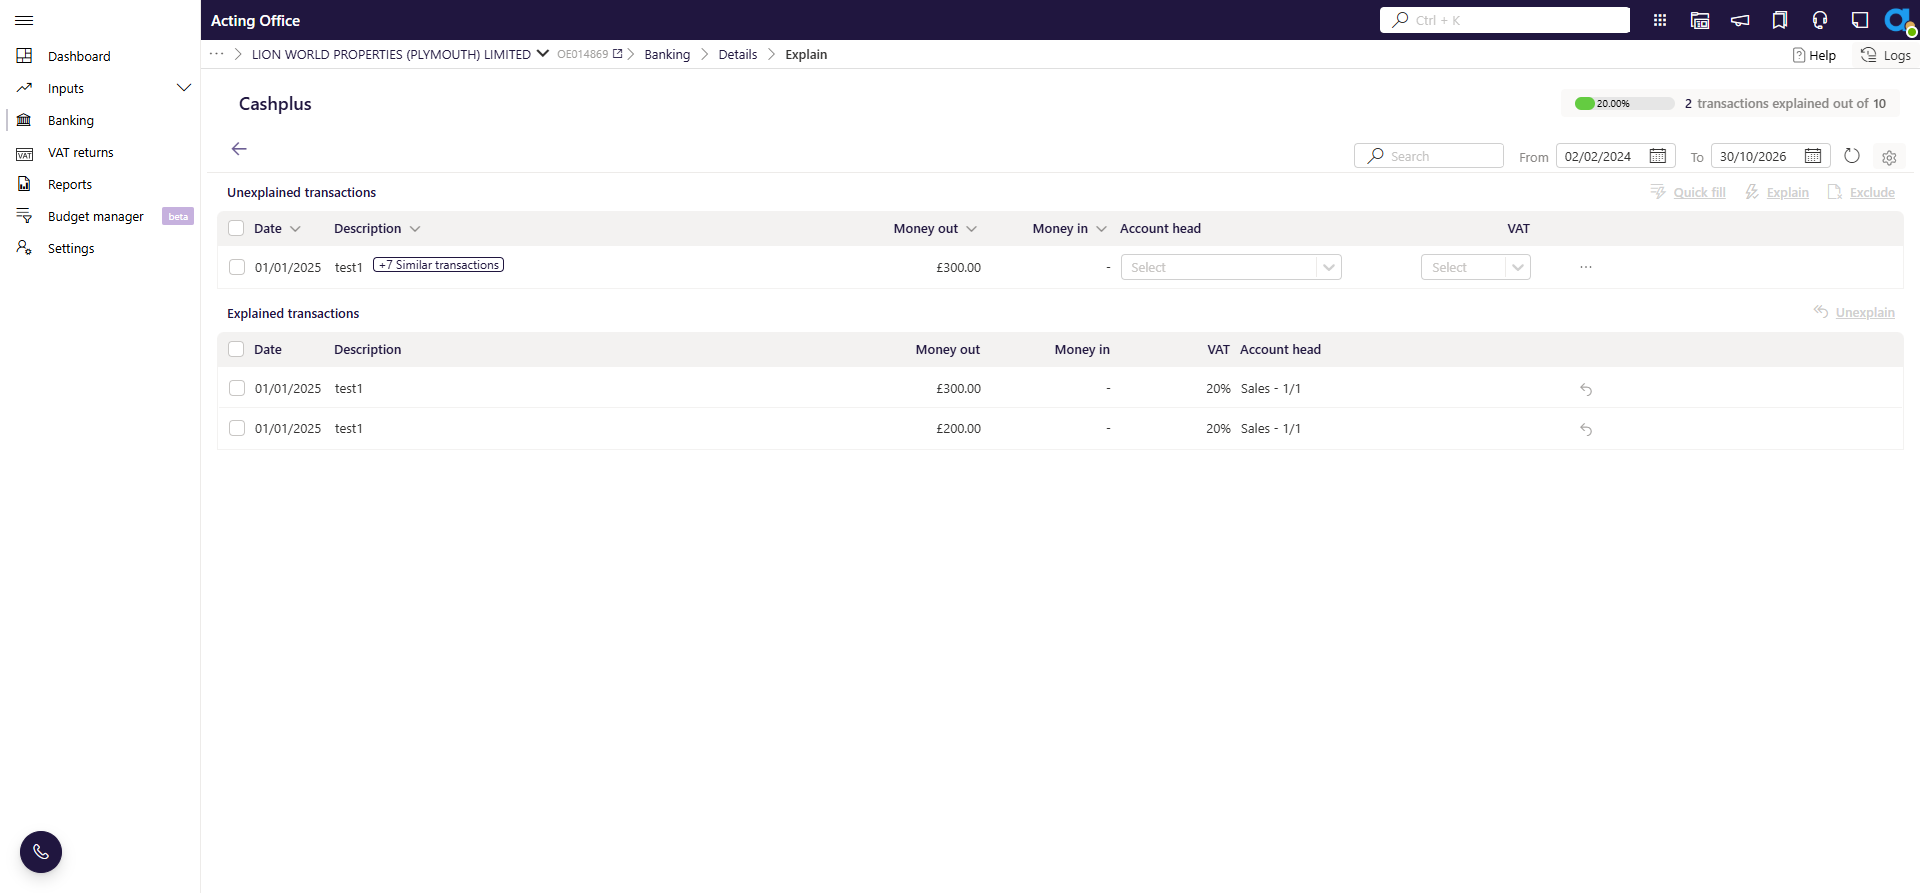 Acting Office
Ctrl + K
Dashboard
Inputs
Banking
VAT returns
Reports
Budget manager beta
Settings
LION WORLD PROPERTIES (PLYMOUTH) LIMITED OE014869 Banking Details Explain
Help Logs
Cashplus
20.00% 2 transactions explained out of 10
Search From 02/02/2024 To 30/10/2026
Unexplained transactions
Quick fill Explain Exclude
Date Description Money out Money in Account head VAT
01/01/2025 test1 +7 Similar transactions £300.00 - Select Select ...
Explained transactions
Unexplain
Date Description Money out Money in VAT Account head
01/01/2025 test1 £300.00 - 20% Sales - 1/1
01/01/2025 test1 £200.00 - 20% Sales - 1/1